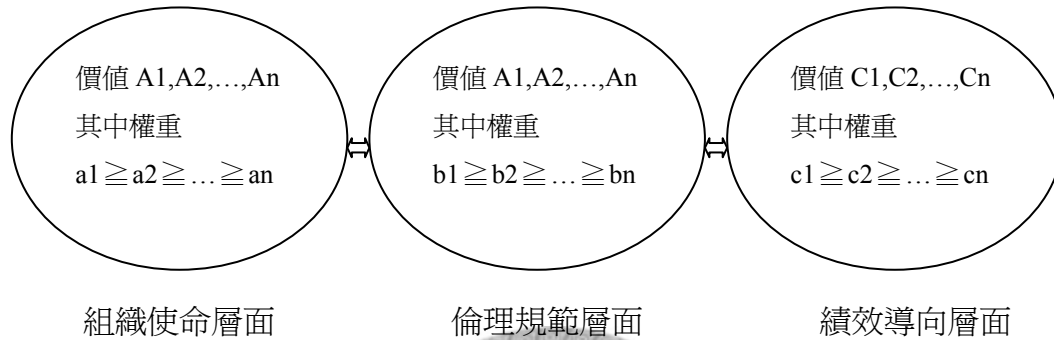 價值 A1,A2,…,An
其中權重
a1≧a2≧…≧an
價值 A1,A2,…,An
其中權重
b1≧b2≧…≧bn
價值 C1,C2,…,Cn
其中權重
c1≧c2≧…≧cn
組織使命層面
倫理規範層面
績效導向層面